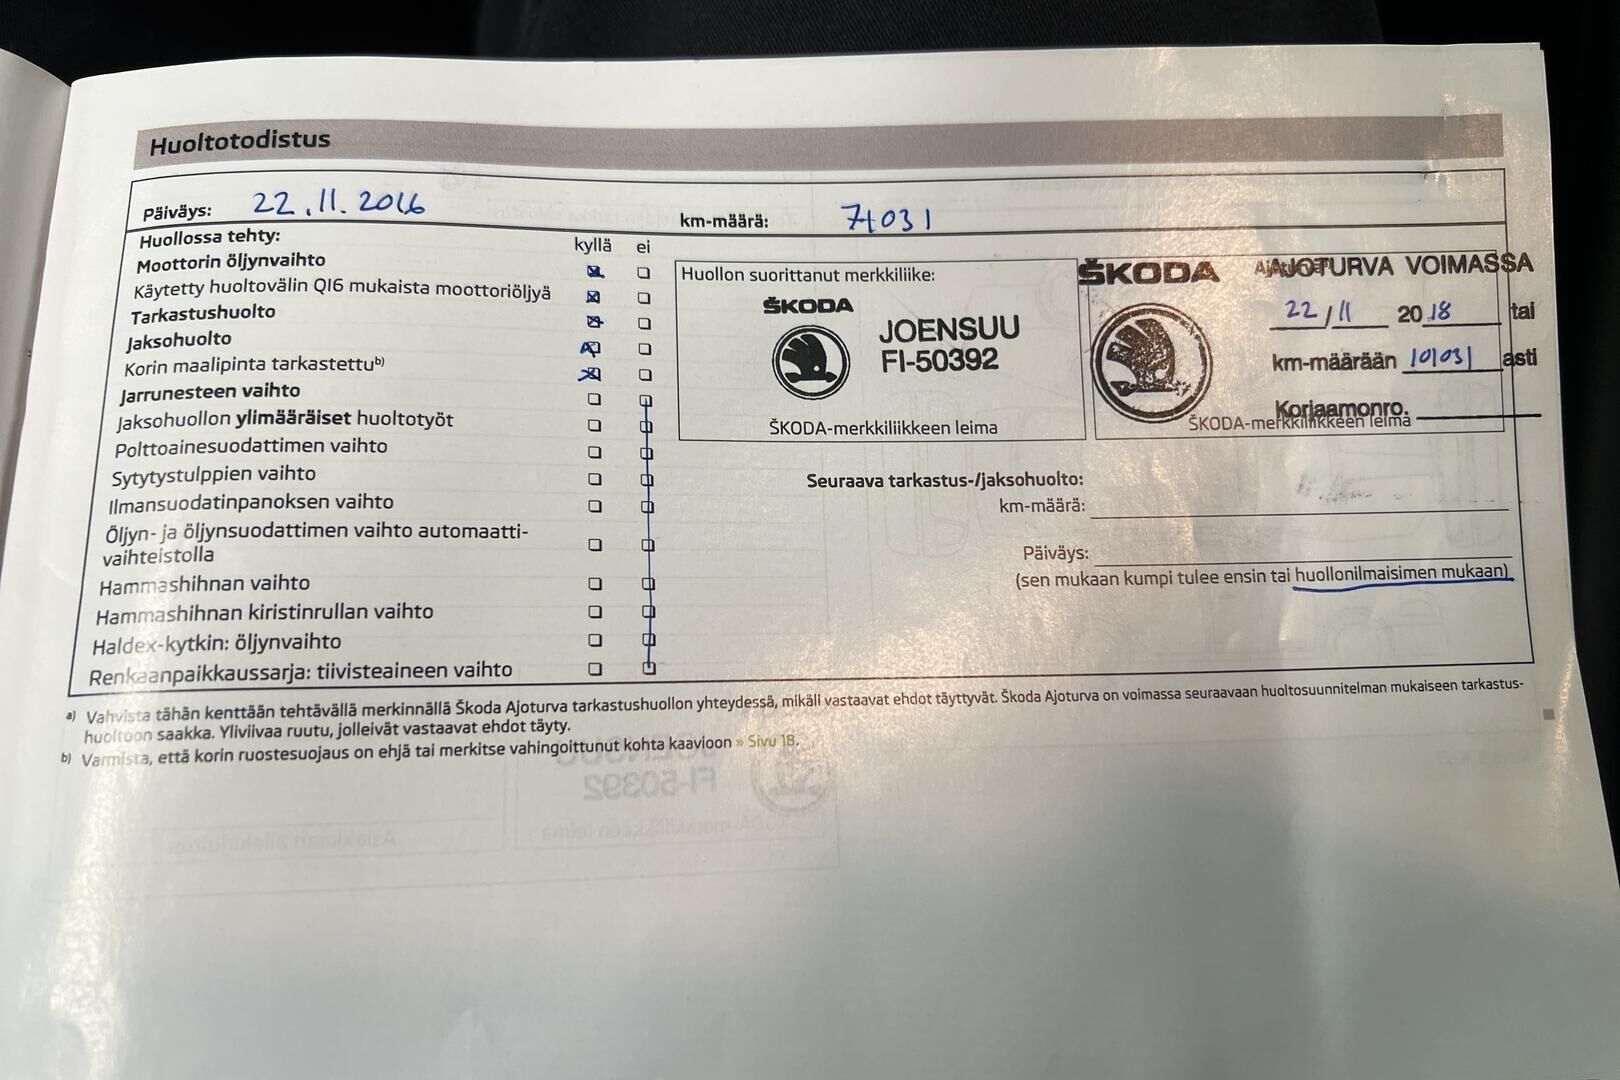 Huoltotodistus
Päiväys: 22.11.2016
km-määrä: 71031
Huollossa tehty:
kyllä ei
Moottorin öljynvaihto
Käytetty huoltovälin QI6 mukaista moottoriöljyä
Tarkastushuolto
Jaksohuolto
Korin maalipinta tarkastettu b)
Jarrunesteen vaihto
Jaksohuollon ylimääräiset huoltotyöt
Polttoainesuodattimen vaihto
Sytytystulppien vaihto
Ilmansuodatinpanoksen vaihto
Öljyn- ja öljynsuodattimen vaihto automaatti-
vaihteistolla
Hammashihnan vaihto
Hammashihnan kiristinrullan vaihto
Haldex-kytkin: öljynvaihto
Renkaanpaikkaussarja: tiivisteaineen vaihto
Huollon suorittanut merkkiliike:
ŠKODA
JOENSUU
FI-50392
ŠKODA-merkkiliikkeen leima
ŠKODA
AJOTURVA VOIMASSA
22/11 2018 tai
km-määrään 101031 asti
Korjaamonro.
ŠKODA-merkkiliikkeen leima
Seuraava tarkastus-/jaksohuolto:
km-määrä:
Päiväys:
(sen mukaan kumpi tulee ensin tai huollonilmaisimen mukaan)
a) Vahvista tähän kenttään tehtävällä merkinnällä Škoda Ajoturva tarkastushuollon yhteydessä, mikäli vastaavat ehdot täyttyvät. Škoda Ajoturva on voimassa seuraavaan huoltosuunnitelman mukaiseen tarkastus-
huoltoon saakka. Yliviivaa ruutu, jolleivät vastaavat ehdot täyty.
b) Varmista, että korin ruostesuojaus on ehjä tai merkitse vahingoittunut kohta kaavioon » Sivu 18.